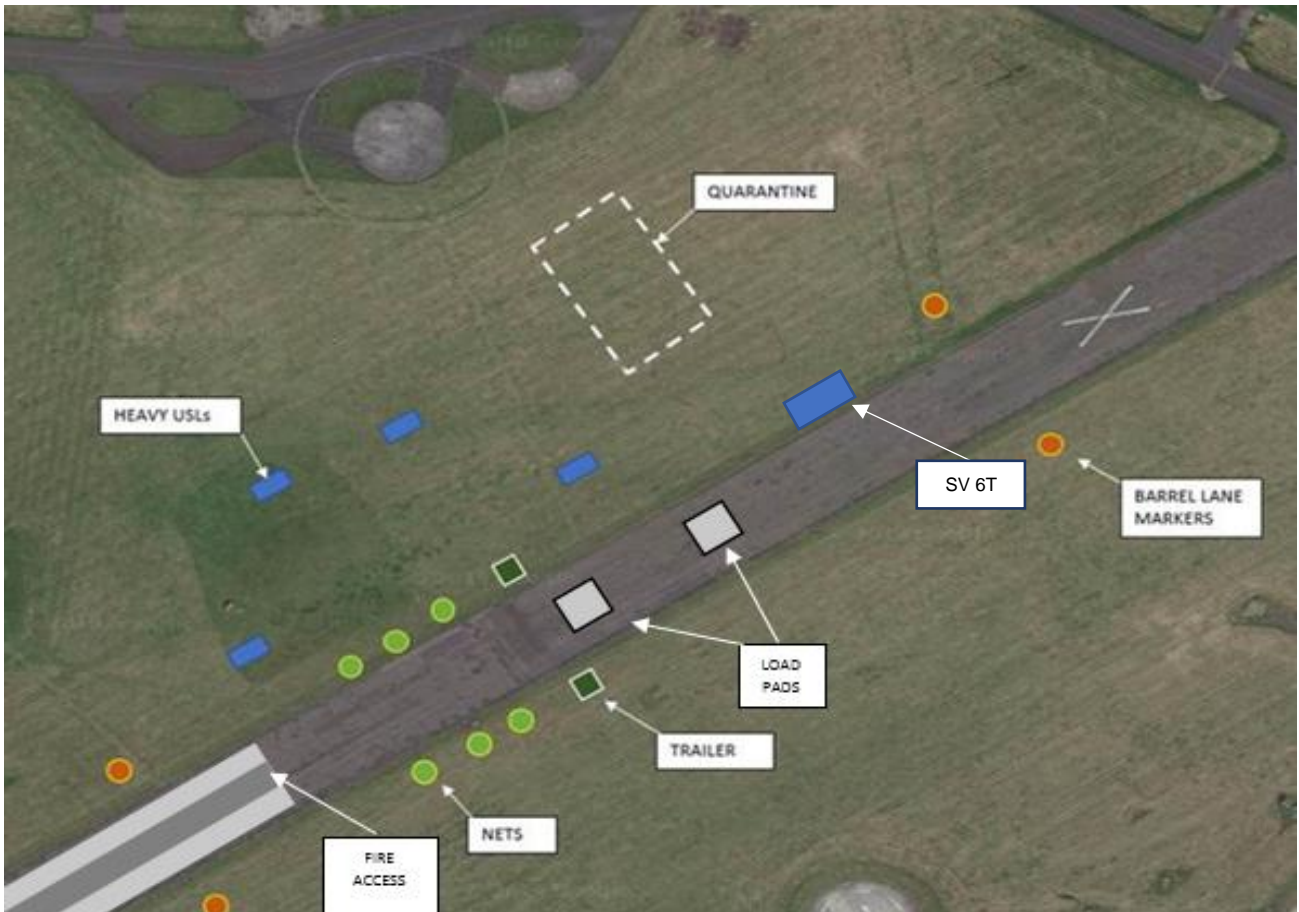 QUARANTINE
HEAVY USLs
SV 6T
BARREL LANE
MARKERS
LOAD
PADS
TRAILER
NETS
FIRE
ACCESS